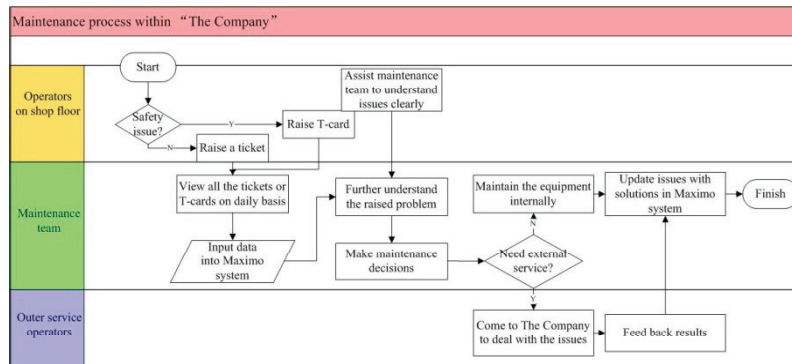 Maintenance process within “The Company”
Operators
on shop floor
Start
Safety
issue?
Y
N
Raise a ticket
Raise T-card
Assist maintenance
team to understand
issues clearly
Maintenance
team
View all the tickets or
T-cards on daily basis
Input data
into Maximo
system
Further understand
the raised problem
Make maintenance
decisions
Need external
service?
N
Y
Maintain the equipment
internally
Update issues with
solutions in Maximo
system
Finish
Outer service
operators
Come to The Company
to deal with the issues
Feed back results